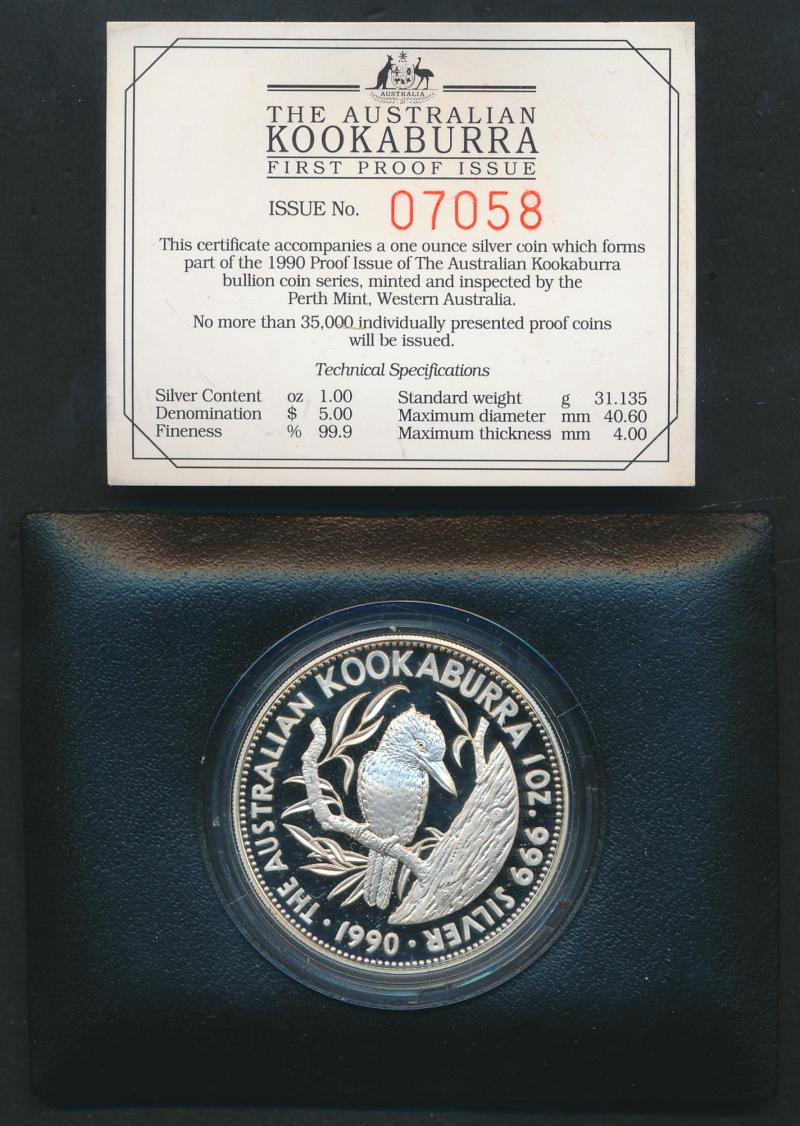 AUSTRALIA
THE AUSTRALIAN
KOOKABURRA
FIRST PROOF ISSUE
ISSUE No. 07058
This certificate accompanies a one ounce silver coin which forms
part of the 1990 Proof Issue of The Australian Kookaburra
bullion coin series, minted and inspected by the
Perth Mint, Western Australia.
No more than 35,000 individually presented proof coins
will be issued.
Technical Specifications
Silver Content oz 1.00 Standard weight g 31.135
Denomination $ 5.00 Maximum diameter mm 40.60
Fineness % 99.9 Maximum thickness mm 4.00
· THE AUSTRALIAN KOOKABURRA 1 OZ. 999 SILVER · 1990